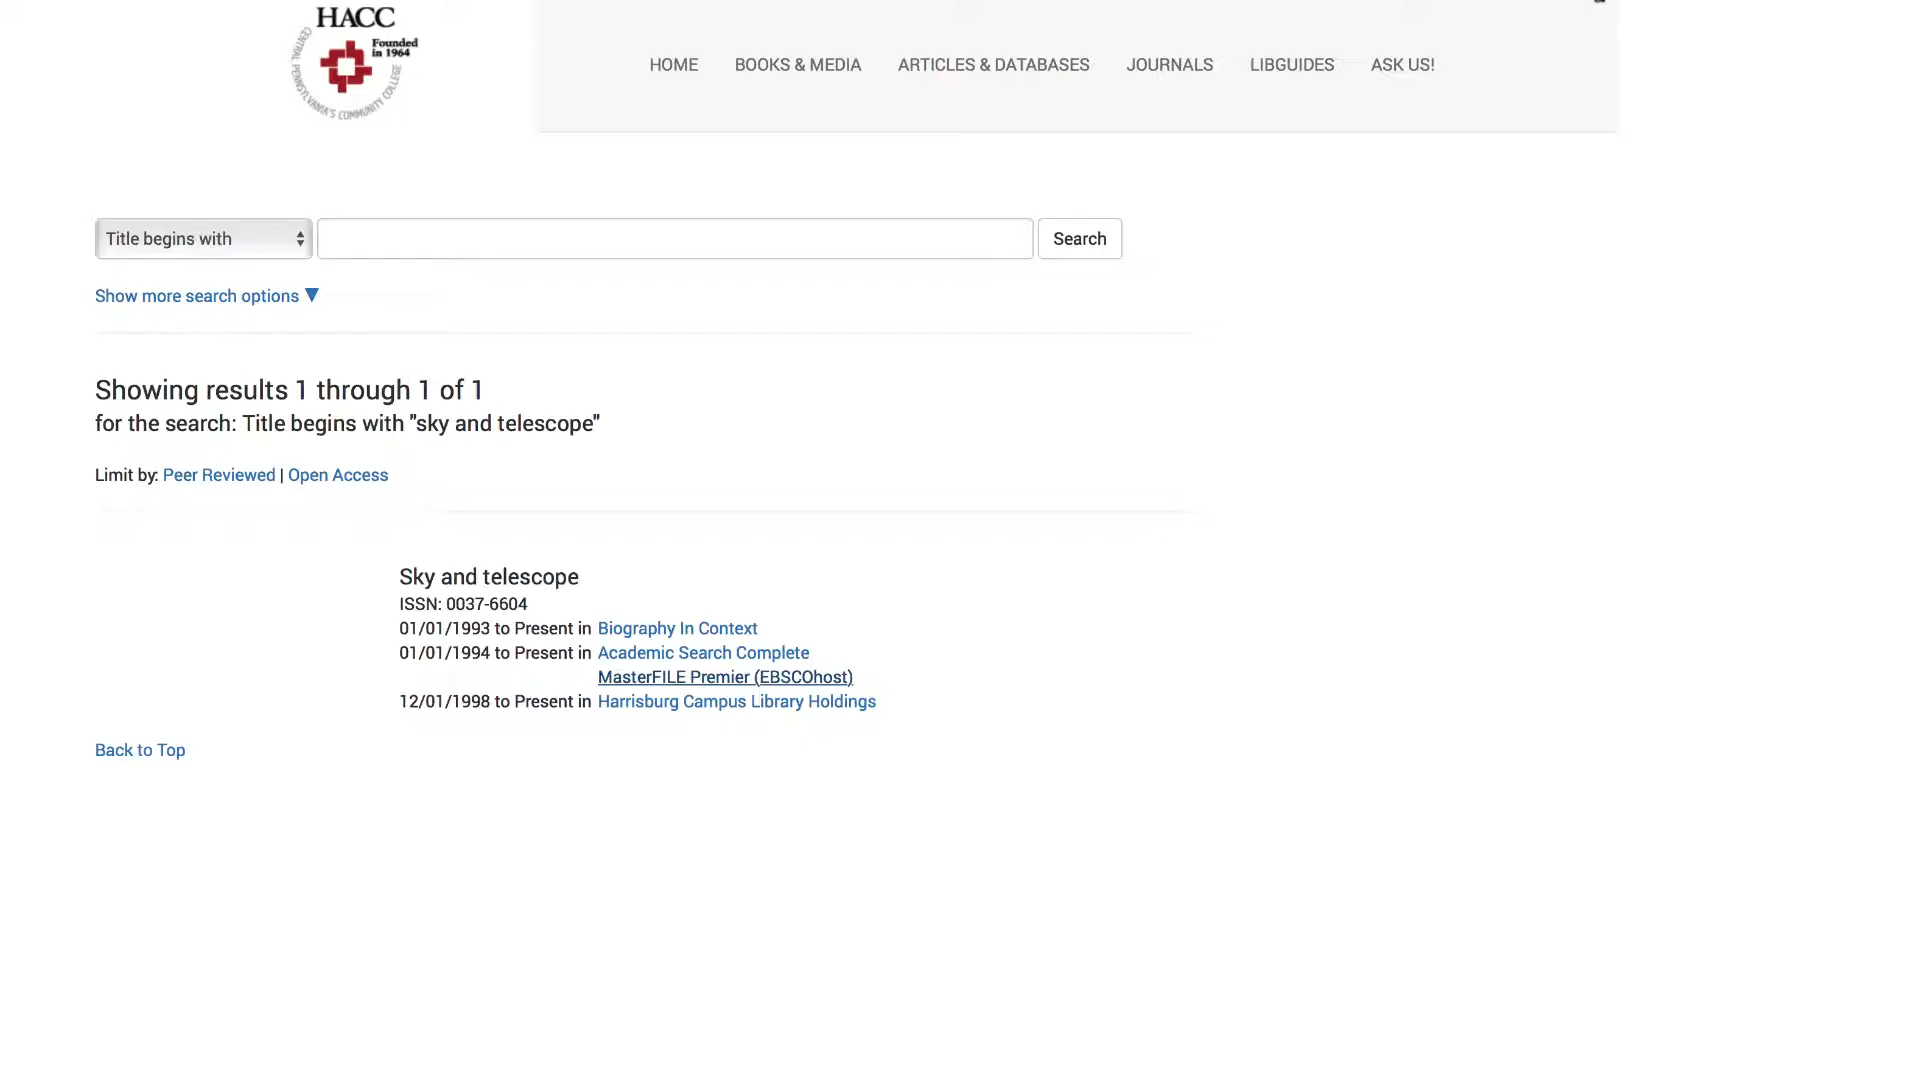 HACC
Founded
in 1964
CENTRAL PENNSYLVANIA'S COMMUNITY COLLEGE
HOME BOOKS & MEDIA ARTICLES & DATABASES JOURNALS LIBGUIDES ASK US!
Title begins with Search
Show more search options ▼
Showing results 1 through 1 of 1
for the search: Title begins with "sky and telescope"
Limit by: Peer Reviewed | Open Access
Sky and telescope
ISSN: 0037-6604
01/01/1993 to Present in Biography In Context
01/01/1994 to Present in Academic Search Complete
MasterFILE Premier (EBSCOhost)
12/01/1998 to Present in Harrisburg Campus Library Holdings
Back to Top